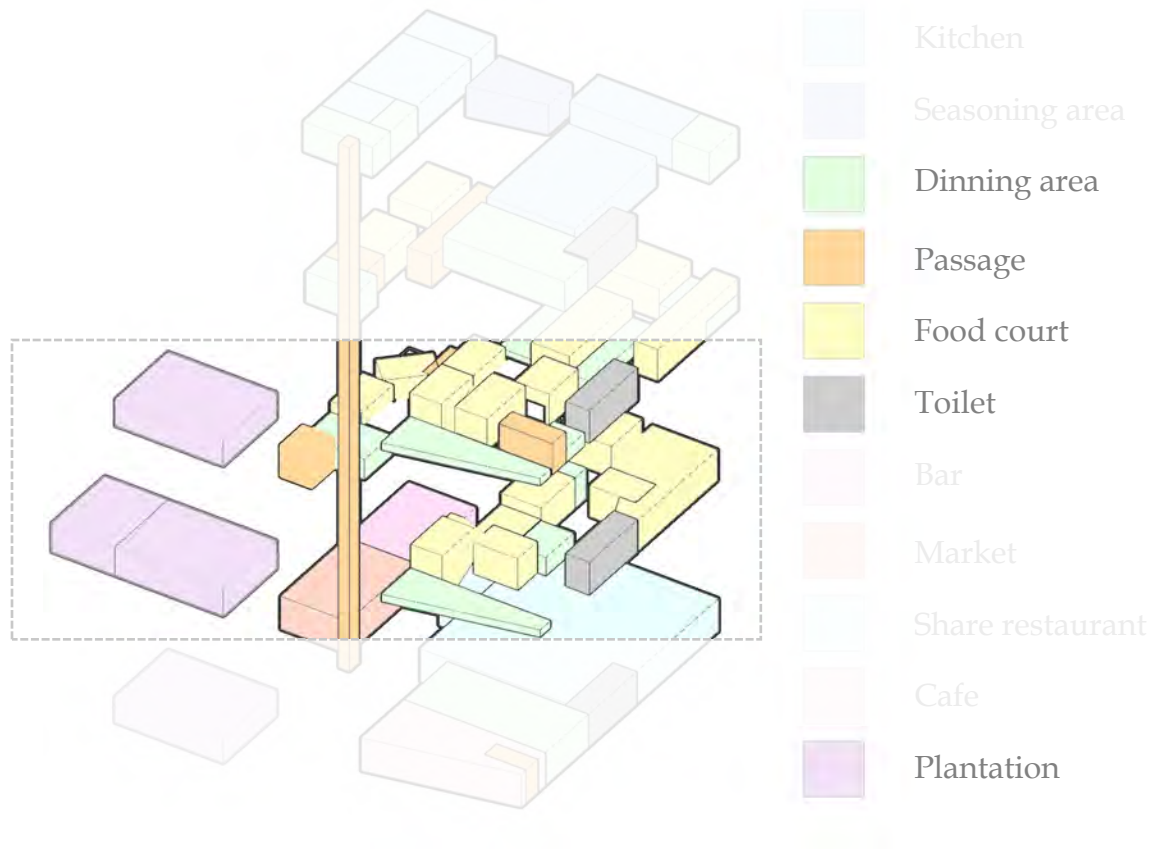 Kitchen
Seasoning area
Dinning area
Passage
Food court
Toilet
Bar
Market
Share restaurant
Cafe
Plantation